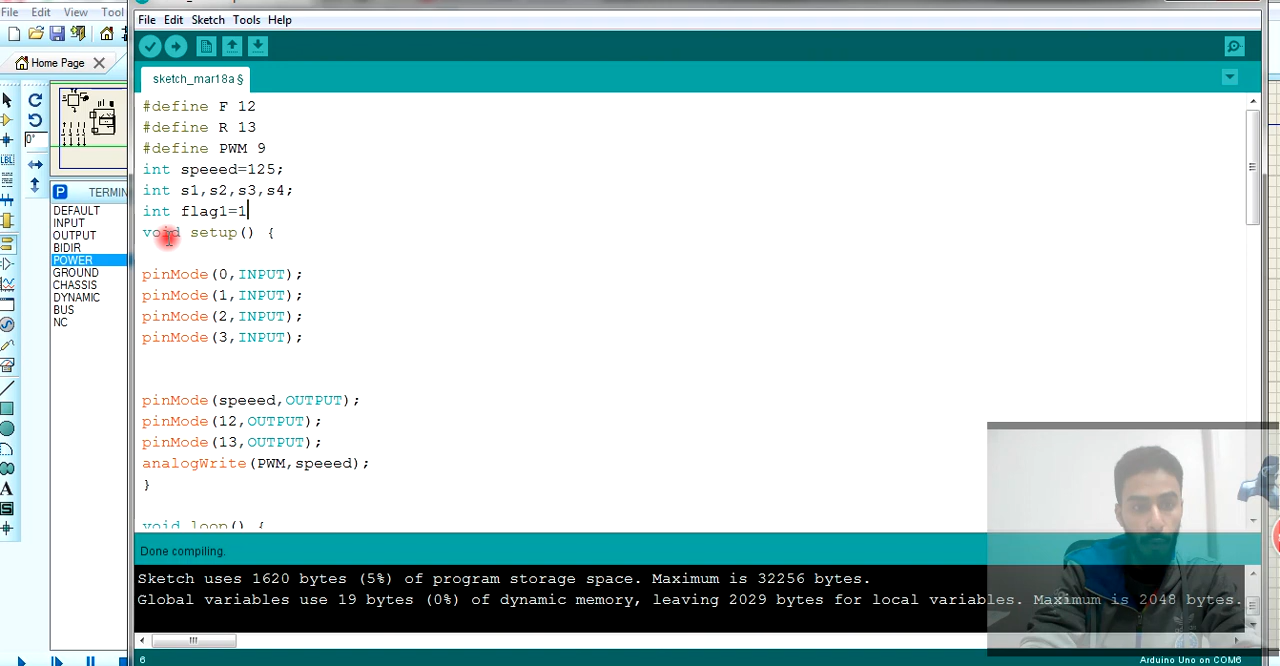 File Edit View Tool
File Edit Sketch Tools Help
Home Page
sketch_mar18a §
#define F 12
#define R 13
#define PWM 9
int speeed=125;
int s1,s2,s3,s4;
int flag1=1
void setup() {
pinMode(0,INPUT);
pinMode(1,INPUT);
pinMode(2,INPUT);
pinMode(3,INPUT);
pinMode(speeed,OUTPUT);
pinMode(12,OUTPUT);
pinMode(13,OUTPUT);
analogWrite(PWM,speeed);
}
void loop() {
0°
LBL
P TERMIN
DEFAULT
INPUT
OUTPUT
BIDIR
POWER
GROUND
CHASSIS
DYNAMIC
BUS
NC
A
S
Done compiling.
Sketch uses 1620 bytes (5%) of program storage space. Maximum is 32256 bytes.
Global variables use 19 bytes (0%) of dynamic memory, leaving 2029 bytes for local variables. Maximum is 2048 bytes.
6
Arduino Uno on COM6